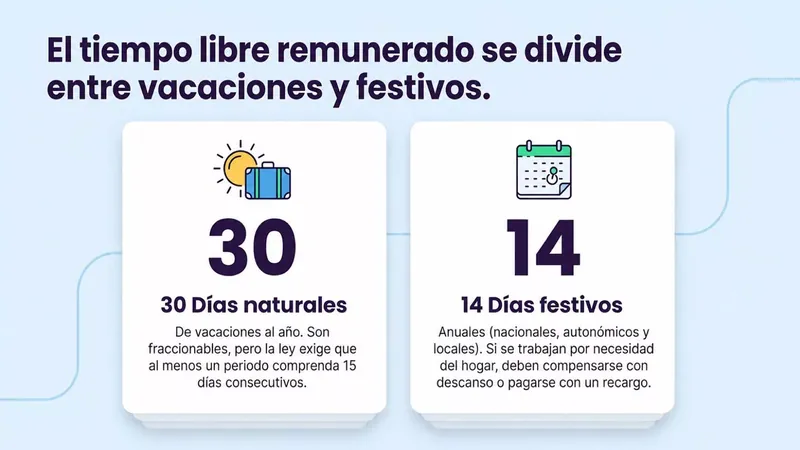 El tiempo libre remunerado se divide
entre vacaciones y festivos.
30
30 Días naturales
De vacaciones al año. Son
fraccionables, pero la ley exige que
al menos un periodo comprenda 15
días consecutivos.
14
14 Días festivos
Anuales (nacionales, autonómicos y
locales). Si se trabajan por necesidad
del hogar, deben compensarse con
descanso o pagarse con un recargo.